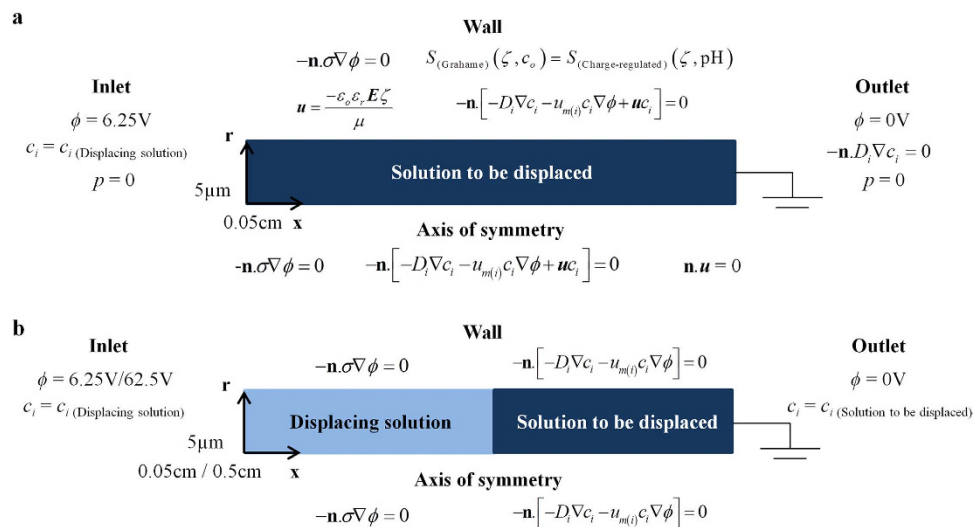 a
Wall
−n.σ∇ϕ = 0    S(Grahame)(ζ, cₒ) = S(Charge-regulated)(ζ, pH)
Inlet
Outlet
u = −εₒεᵣEζ / μ    −n.[−Dᵢ∇cᵢ − uₘ₍ᵢ₎cᵢ∇ϕ + ucᵢ] = 0
ϕ = 6.25V
ϕ = 0V
cᵢ = cᵢ (Displacing solution)
−n.Dᵢ∇cᵢ = 0
p = 0
p = 0
r
Solution to be displaced
5μm
0.05cm x
Axis of symmetry
-n.σ∇ϕ = 0    −n.[−Dᵢ∇cᵢ − uₘ₍ᵢ₎cᵢ∇ϕ + ucᵢ] = 0    n.u = 0
b
Wall
Inlet
Outlet
−n.σ∇ϕ = 0    −n.[−Dᵢ∇cᵢ − uₘ₍ᵢ₎cᵢ∇ϕ] = 0
ϕ = 6.25V/62.5V
ϕ = 0V
cᵢ = cᵢ (Displacing solution)
cᵢ = cᵢ (Solution to be displaced)
r
Displacing solution
Solution to be displaced
5μm
0.05cm / 0.5cm x
Axis of symmetry
−n.σ∇ϕ = 0    −n.[−Dᵢ∇cᵢ − uₘ₍ᵢ₎cᵢ∇ϕ] = 0